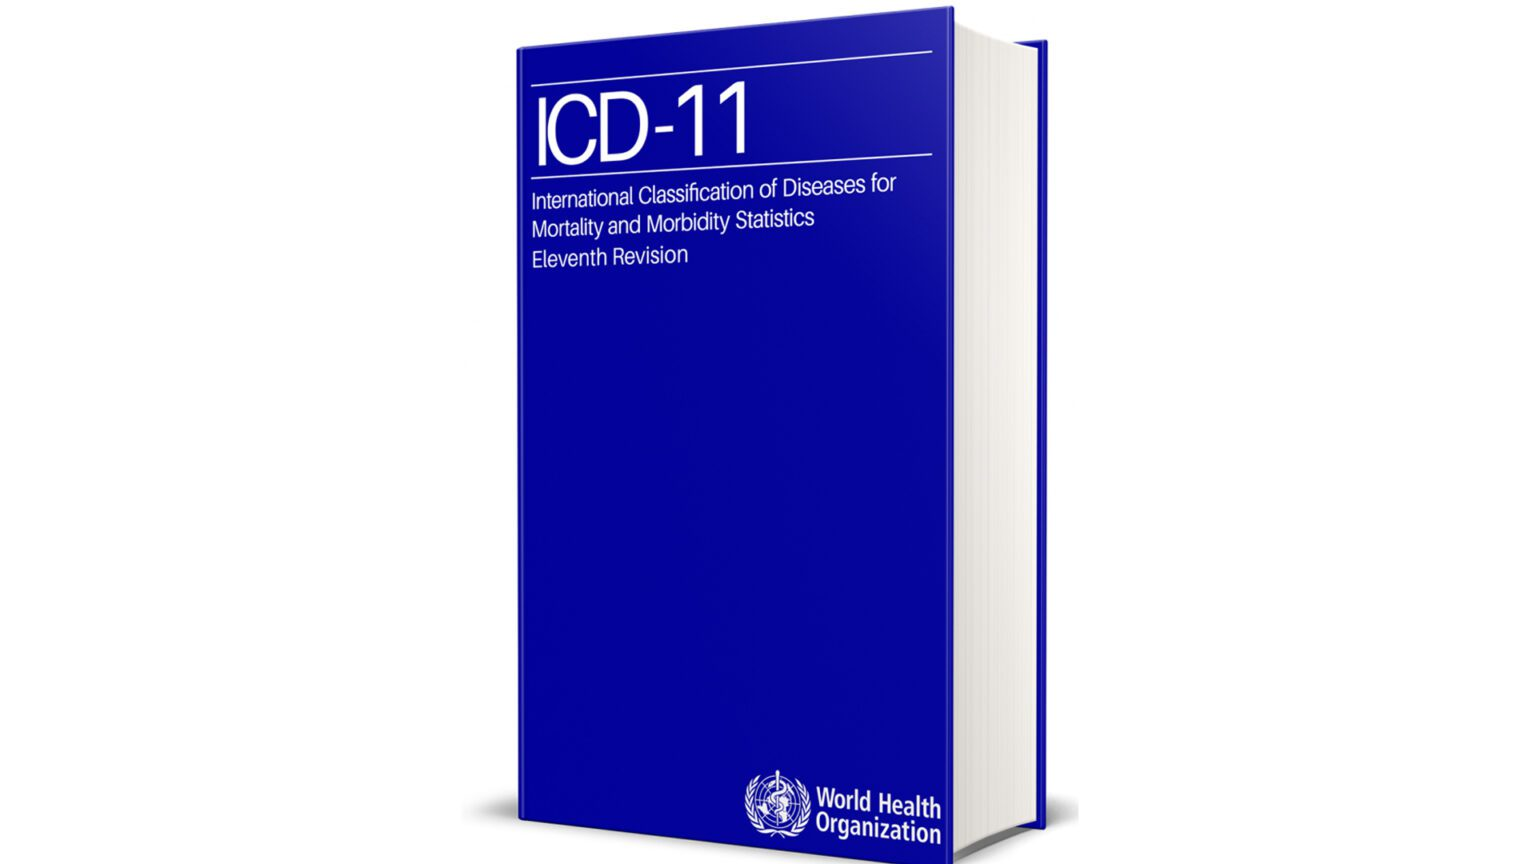 ICD-11
International Classification of Diseases for
Mortality and Morbidity Statistics
Eleventh Revision
World Health
Organization